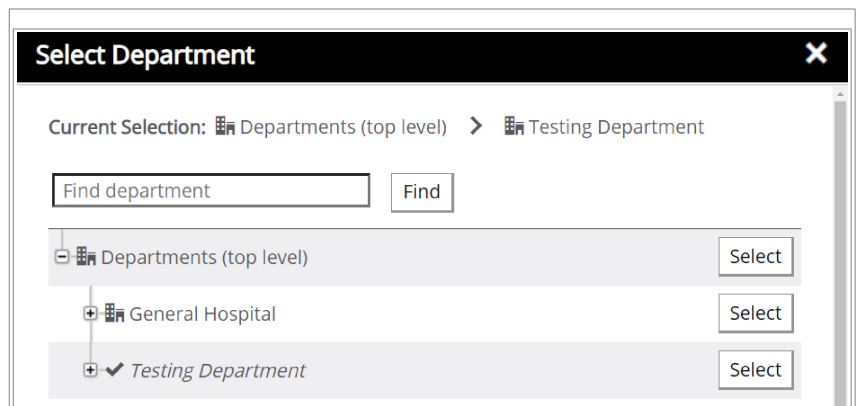 Select Department
Current Selection: Departments (top level) > Testing Department
Find department Find
Departments (top level) Select
General Hospital Select
Testing Department Select